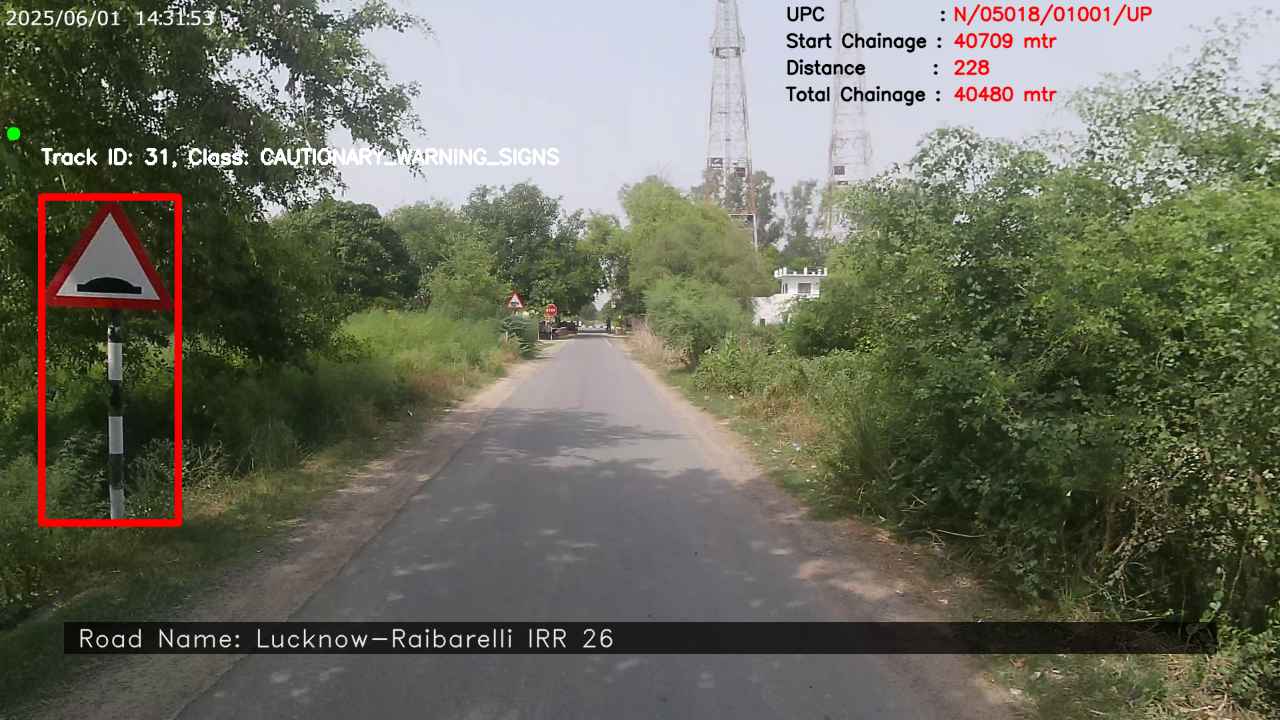 2025/06/01 14:31:53
UPC : N/05018/01001/UP
Start Chainage : 40709 mtr
Distance : 228
Total Chainage : 40480 mtr
Track ID: 31, Class: CAUTIONARY_WARNING_SIGNS
STOP
Road Name: Lucknow-Raibarelli IRR 26